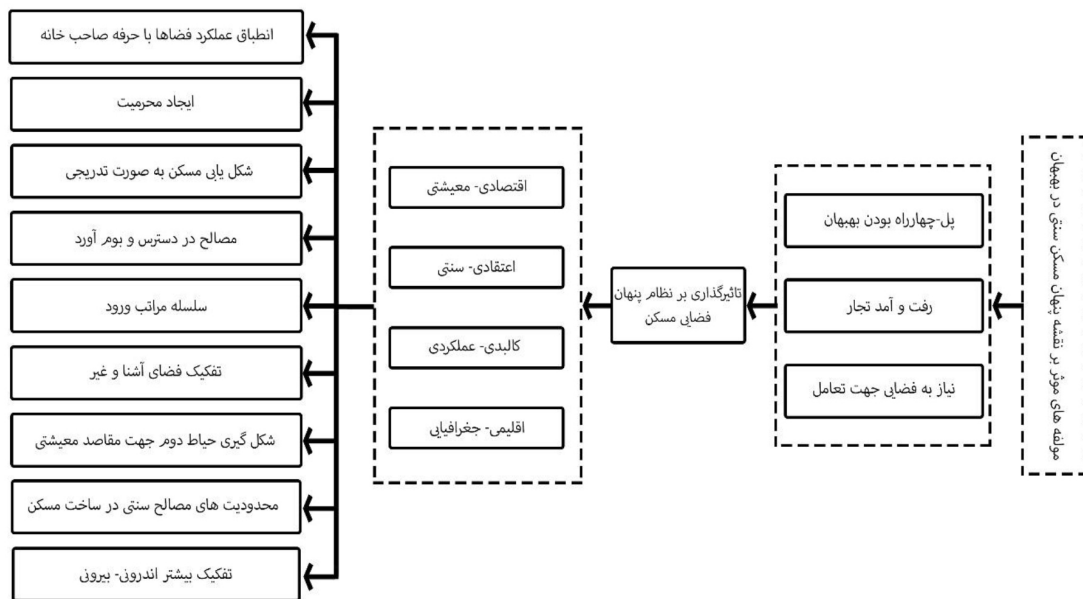 مولفه های موثر بر نقشه پنهان مسکن سنتی در بهبهان
پل-چهارراه بودن بهبهان
رفت و آمد تجار
نیاز به فضایی جهت تعامل
تاثیرگذاری بر نظام پنهان
فضایی مسکن
اقتصادی- معیشتی
اعتقادی- سنتی
کالبدی- عملکردی
اقلیمی- جغرافیایی
انطباق عملکرد فضاها با حرفه صاحب خانه
ایجاد محرمیت
شکل یابی مسکن به صورت تدریجی
مصالح در دسترس و بوم آورد
سلسله مراتب ورود
تفکیک فضای آشنا و غیر
شکل گیری حیاط دوم جهت مقاصد معیشتی
محدودیت های مصالح سنتی در ساخت مسکن
تفکیک بیشتر اندرونی- بیرونی